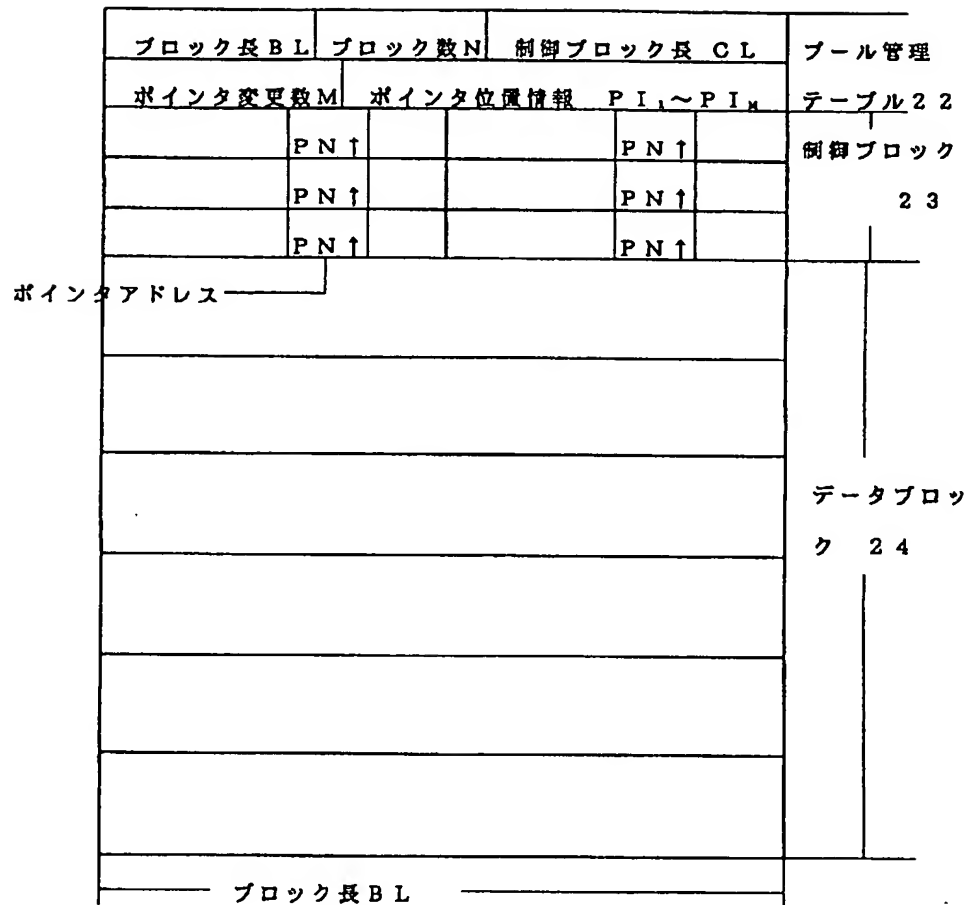 ブロック長BL ブロック数N 制御ブロック長 CL プール管理
ポインタ変更数M ポインタ位置情報 PI₁~PIₘ テーブル22
PN↑ PN↑ 制御ブロック
PN↑ PN↑ 23
PN↑ PN↑
ポインタアドレス
データブロッ
ク 24
ブロック長BL